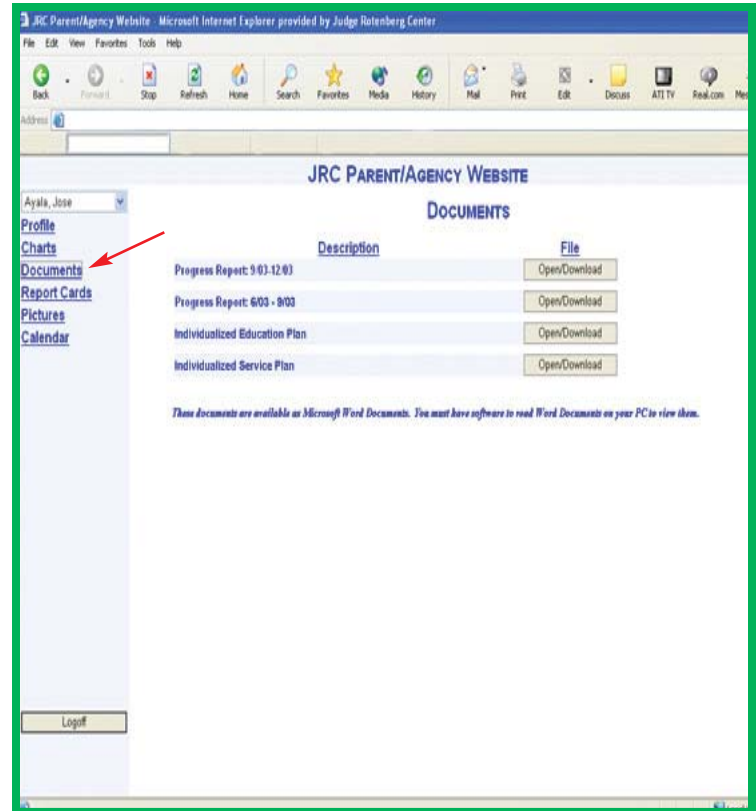 JRC Parent/Agency Website - Microsoft Internet Explorer provided by Judge Rotenberg Center
File Edit View Favorites Tools Help
Back Forward Stop Refresh Home Search Favorites Media History Mail Print Edit Discuss ATI TV Real.com
Address
JRC PARENT/AGENCY WEBSITE
Ayala, Jose
DOCUMENTS
Profile
Charts
Description File
Documents
Progress Report: 9/03-12/03 Open/Download
Report Cards
Progress Report: 6/03 - 9/03 Open/Download
Pictures
Calendar
Individualized Education Plan Open/Download
Individualized Service Plan Open/Download
These documents are available as Microsoft Word Documents. You must have software to read Word Documents on your PC to view them.
Logoff